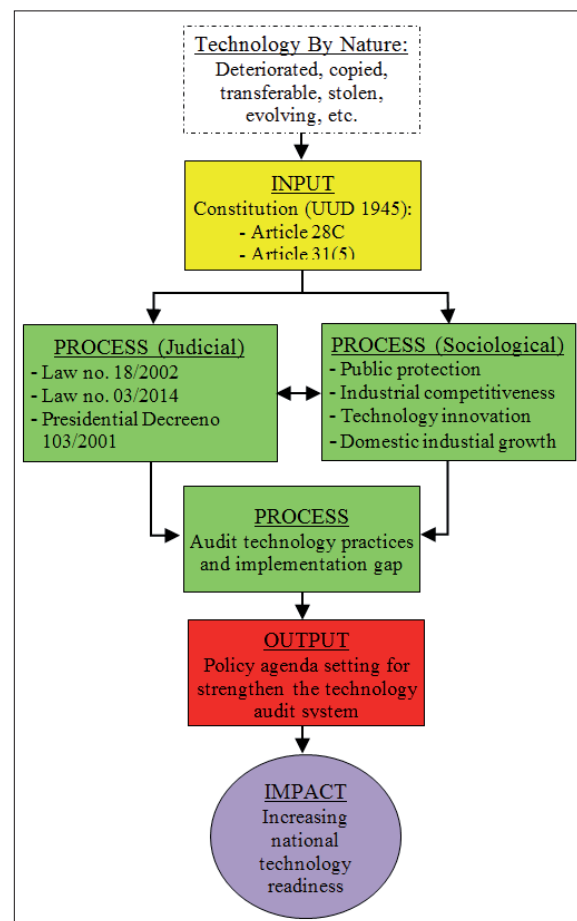 Technology By Nature:
Deteriorated, copied,
transferable, stolen,
evolving, etc.
INPUT
Constitution (UUD 1945):
- Article 28C
- Article 31(5)
PROCESS (Judicial)
- Law no. 18/2002
- Law no. 03/2014
- Presidential Decreeno
103/2001
PROCESS (Sociological)
- Public protection
- Industrial competitiveness
- Technology innovation
- Domestic industial growth
PROCESS
Audit technology practices
and implementation gap
OUTPUT
Policy agenda setting for
strengthen the technology
audit system
IMPACT
Increasing
national
technology
readiness